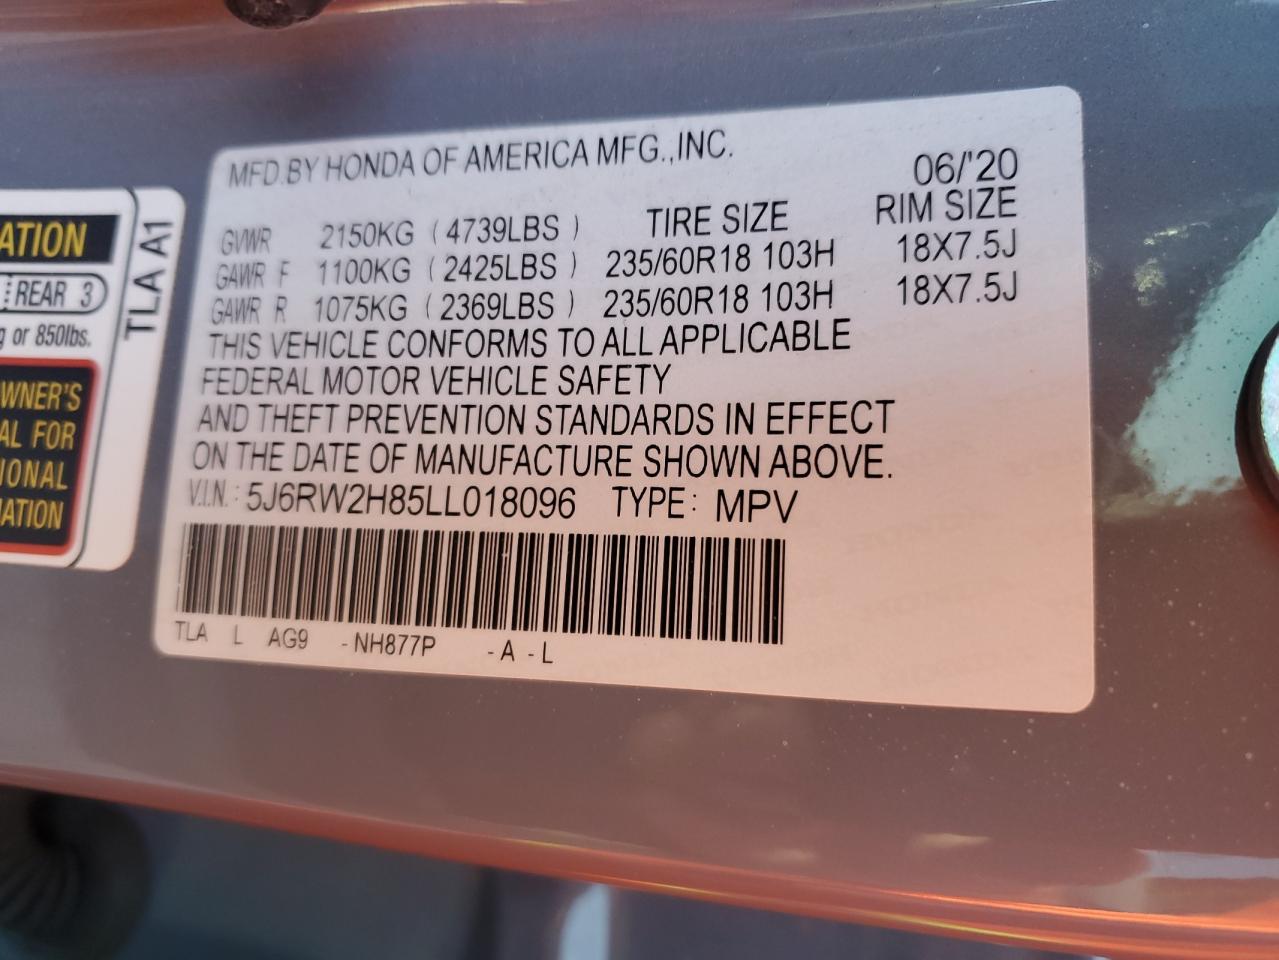 MFD.BY HONDA OF AMERICA MFG.,INC. 06/'20
GVWR 2150KG (4739LBS) TIRE SIZE RIM SIZE
GAWR F 1100KG (2425LBS) 235/60R18 103H 18X7.5J
GAWR R 1075KG (2369LBS) 235/60R18 103H 18X7.5J
THIS VEHICLE CONFORMS TO ALL APPLICABLE
FEDERAL MOTOR VEHICLE SAFETY
AND THEFT PREVENTION STANDARDS IN EFFECT
ON THE DATE OF MANUFACTURE SHOWN ABOVE.
V.I.N.: 5J6RW2H85LL018096 TYPE: MPV
TLA L AG9 -NH877P -A -L
TLA A1
ATION
REAR 3
g or 850lbs.
WNER'S
AL FOR
IONAL
MATION